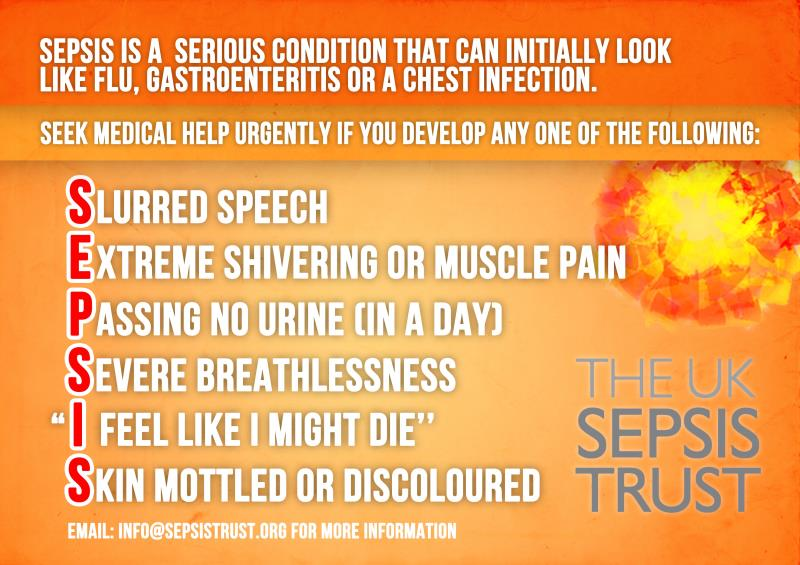 SEPSIS IS A SERIOUS CONDITION THAT CAN INITIALLY LOOK
LIKE FLU, GASTROENTERITIS OR A CHEST INFECTION.
SEEK MEDICAL HELP URGENTLY IF YOU DEVELOP ANY ONE OF THE FOLLOWING:
SLURRED SPEECH
EXTREME SHIVERING OR MUSCLE PAIN
PASSING NO URINE (IN A DAY)
SEVERE BREATHLESSNESS
“I FEEL LIKE I MIGHT DIE’’
SKIN MOTTLED OR DISCOLOURED
THE UK
SEPSIS
TRUST
EMAIL: INFO@SEPSISTRUST.ORG FOR MORE INFORMATION